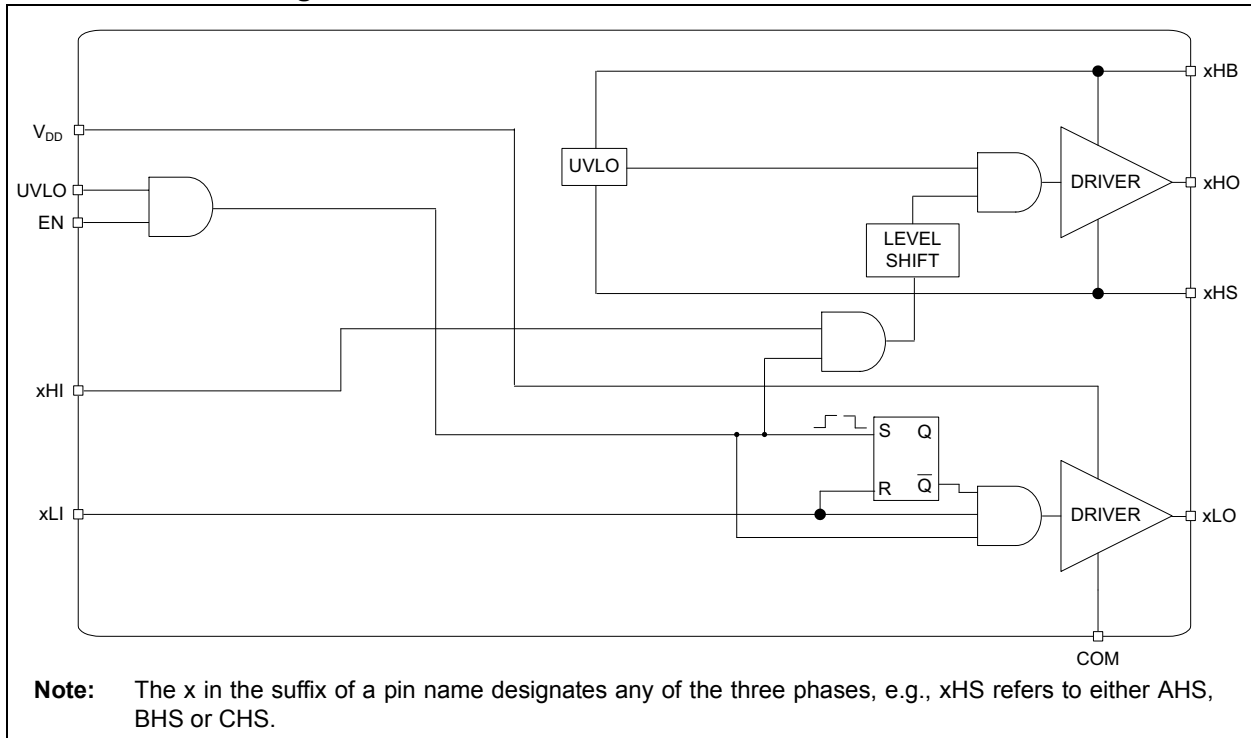 xHB
V_DD
UVLO
DRIVER
UVLO
xHO
EN
LEVEL
SHIFT
xHS
xHI
S Q
R Q̅
xLI
DRIVER
xLO
COM
Note: The x in the suffix of a pin name designates any of the three phases, e.g., xHS refers to either AHS,
BHS or CHS.